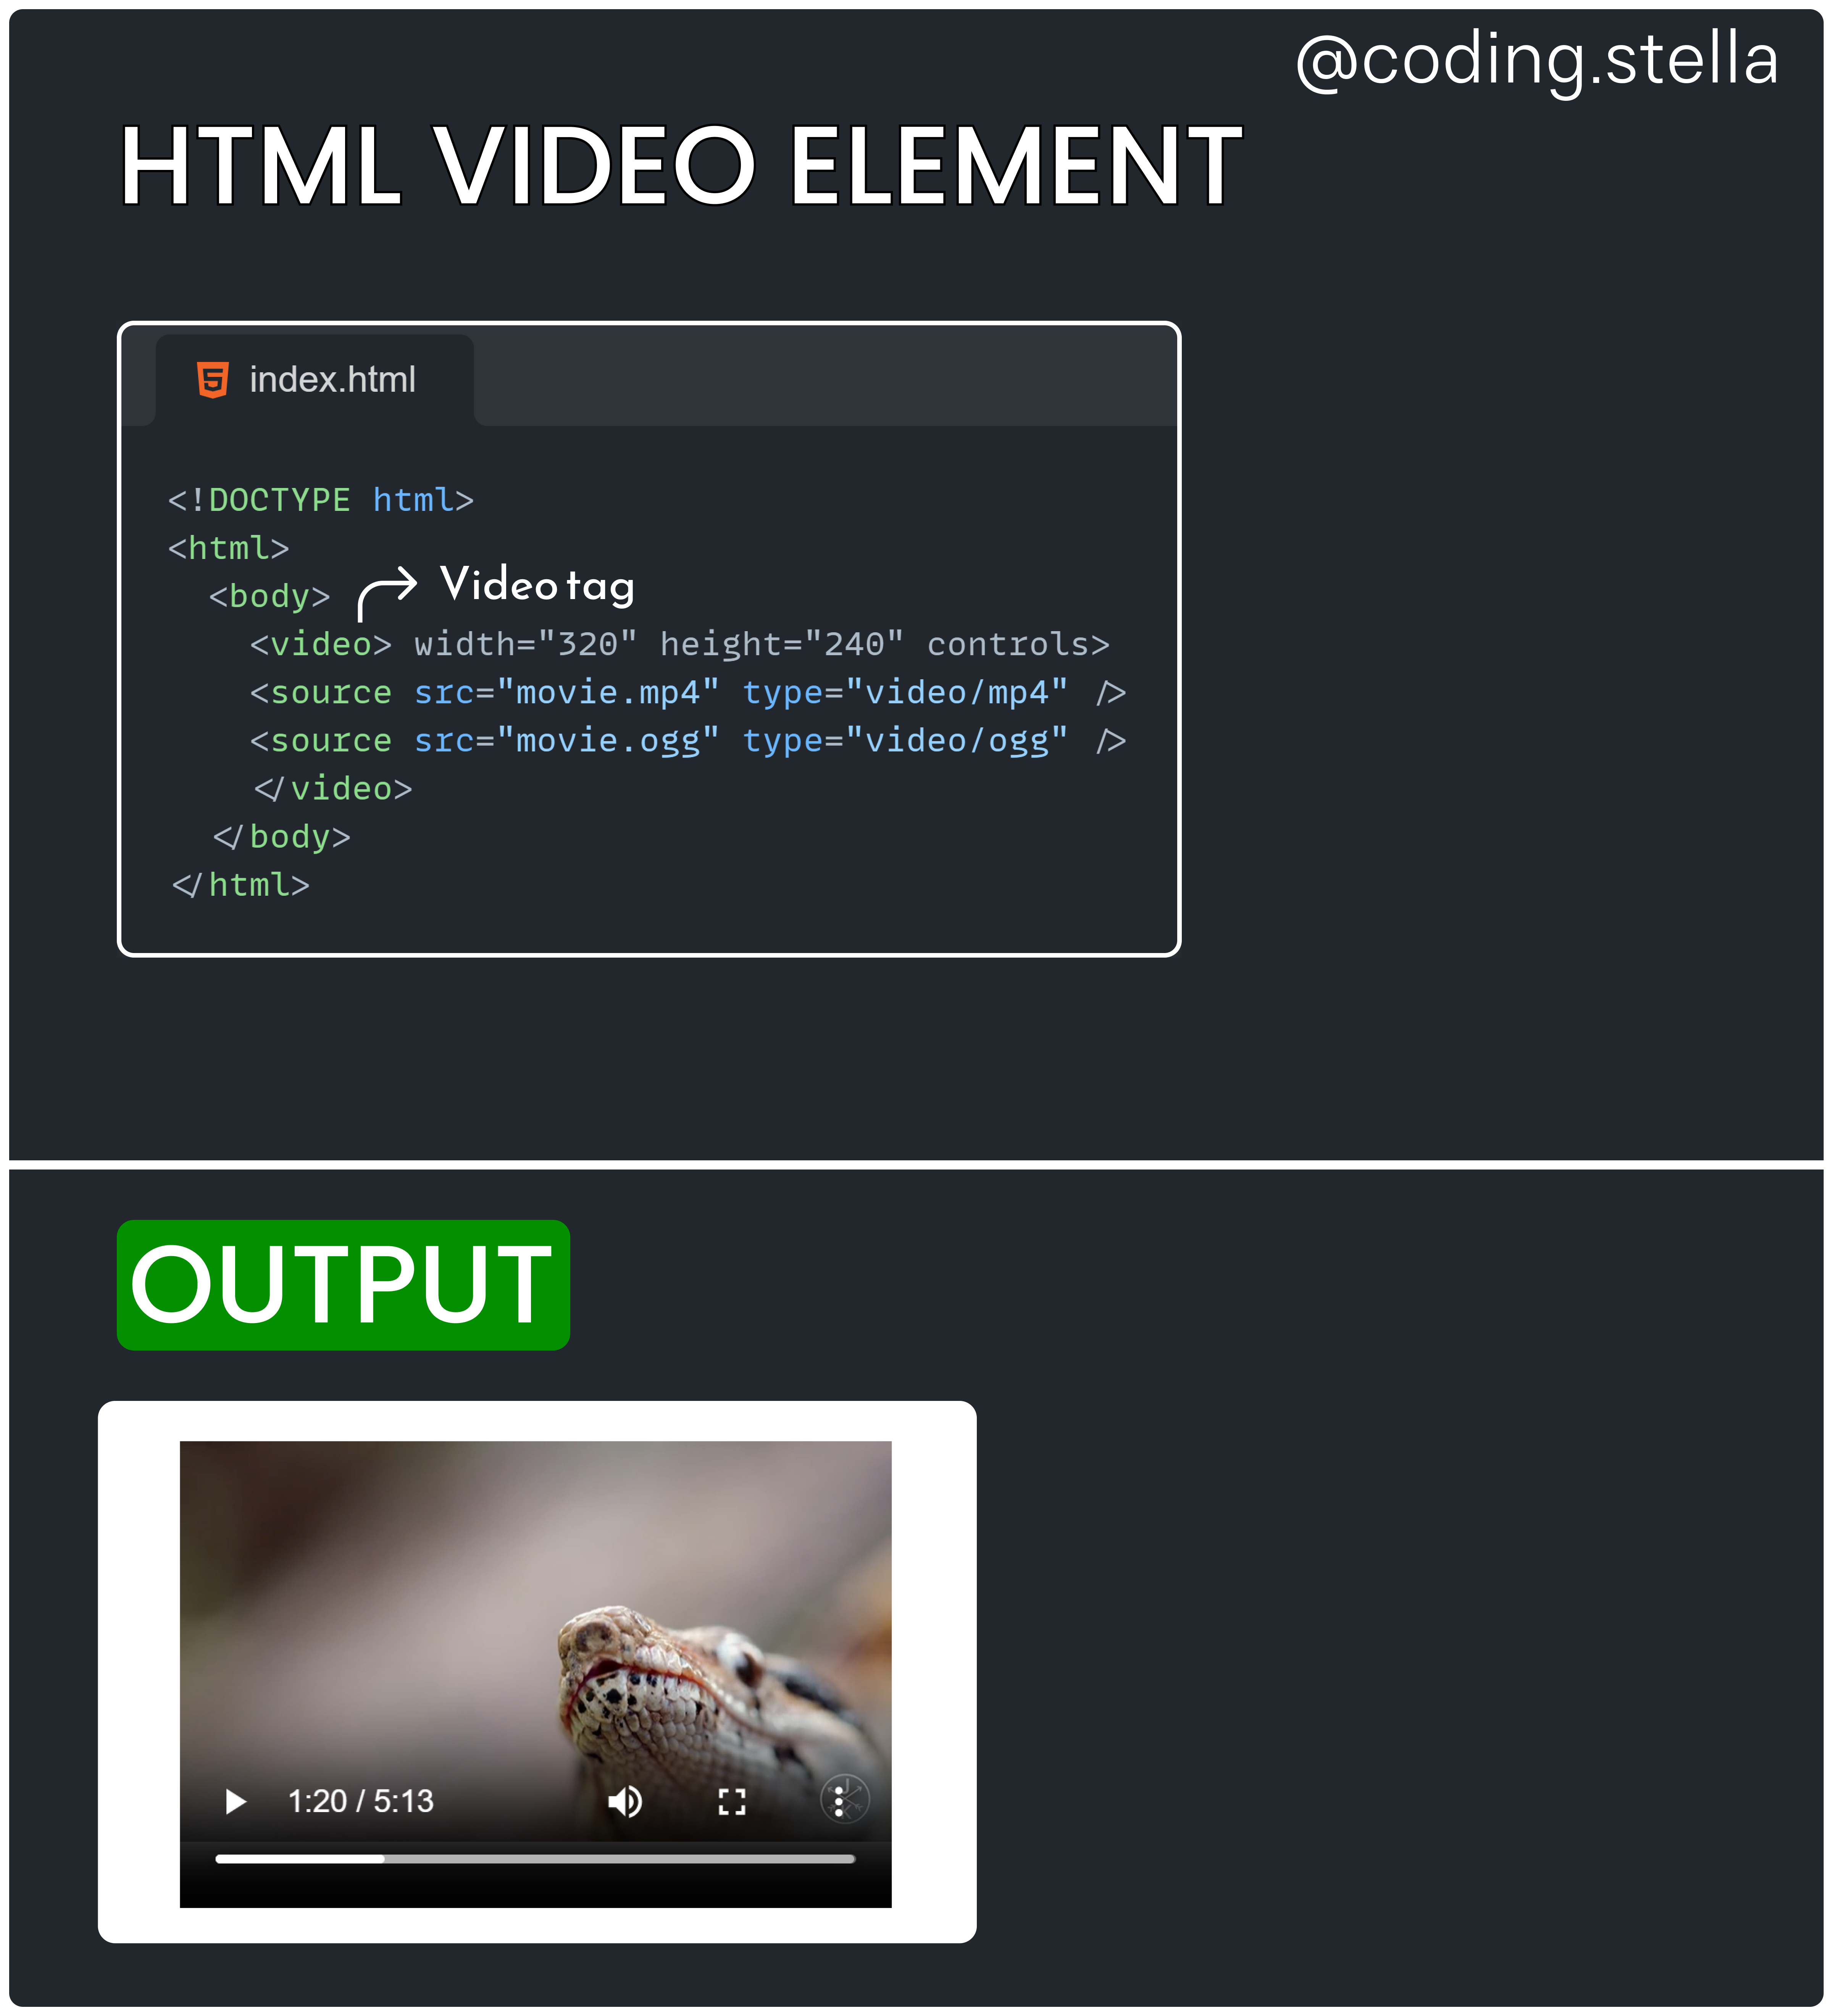 @coding.stella
HTML VIDEO ELEMENT
index.html
<!DOCTYPE html>
<html>
<body>
Video tag
<video> width="320" height="240" controls>
<source src="movie.mp4" type="video/mp4" />
<source src="movie.ogg" type="video/ogg" />
</video>
</body>
</html>
OUTPUT
1:20 / 5:13